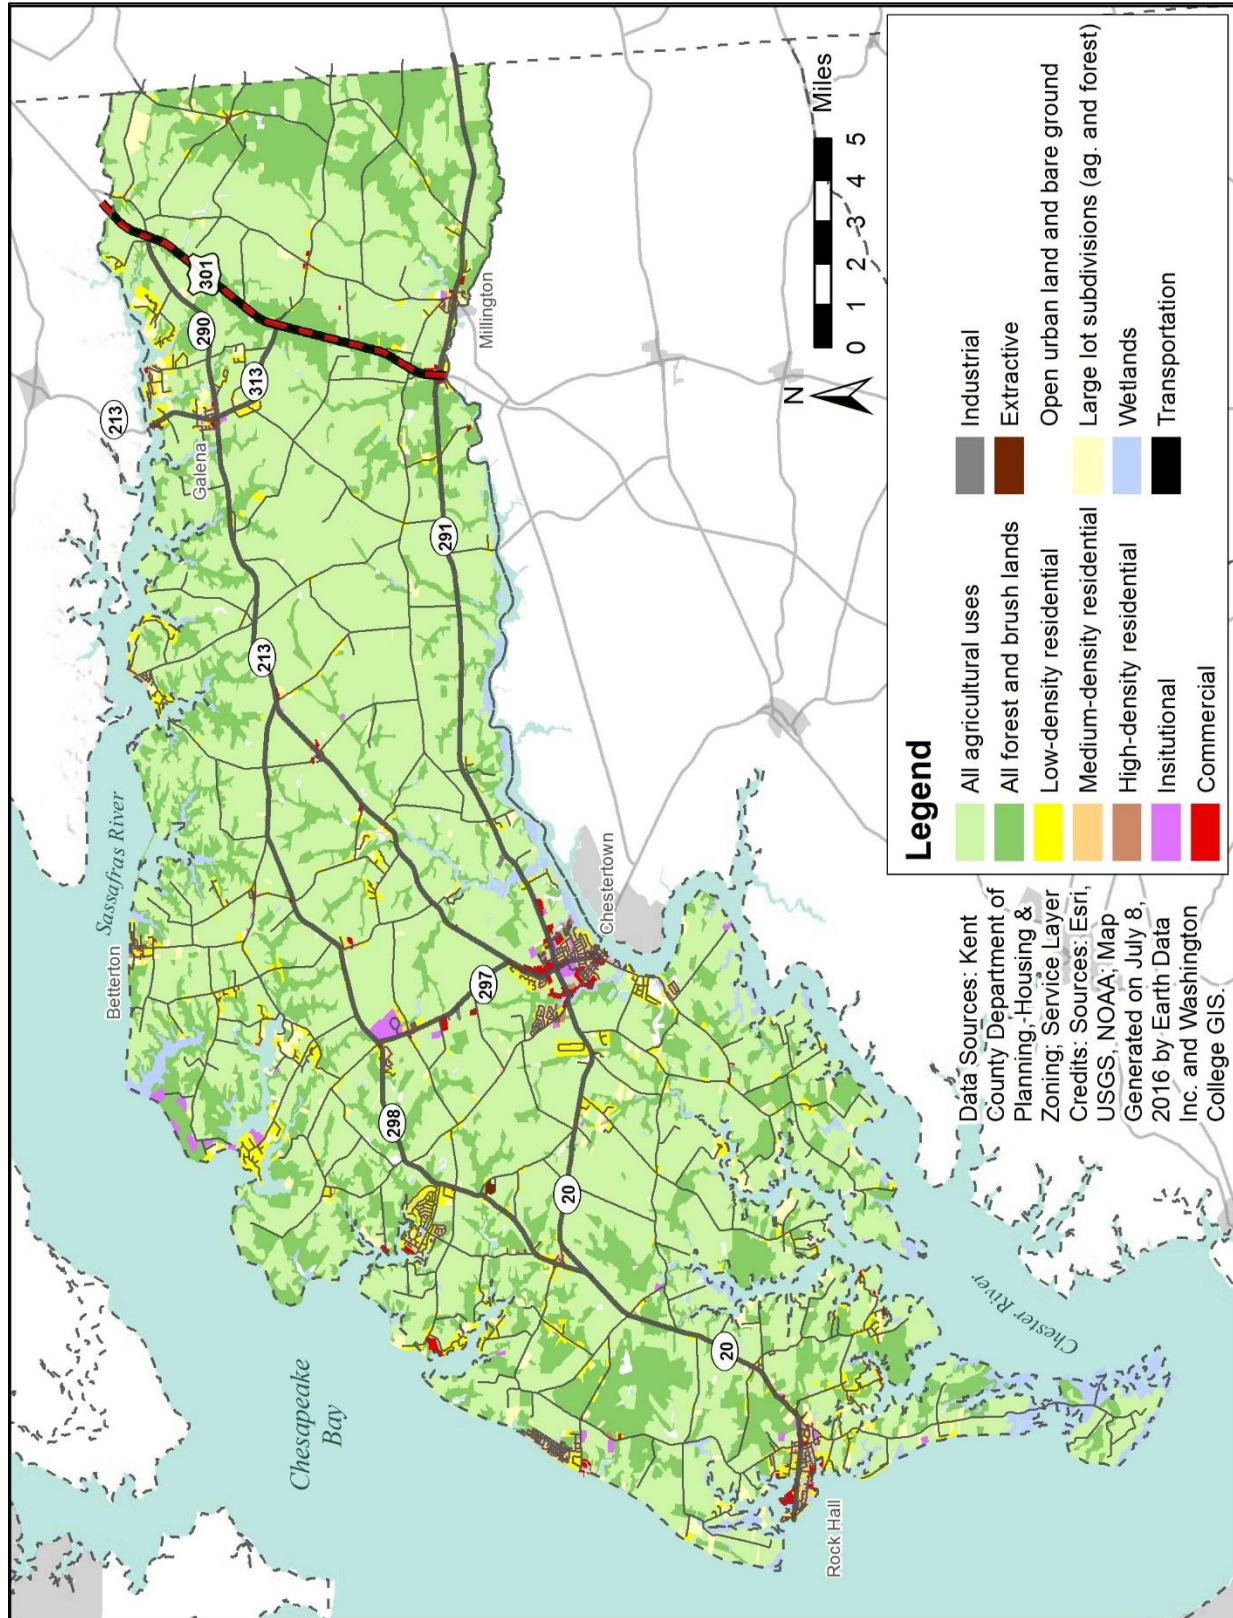 Sassafras River
Betterton
Galena
213
290
301
313
213
291
Millington
298
297
Chestertown
20
20
Chesapeake
Bay
Rock Hall
Chester River
N
0 1 2 3 4 5
Miles
Data Sources: Kent
County Department of
Planning, Housing &
Zoning; Service Layer
Credits: Sources: Esri,
USGS, NOAA; Map
Generated on July 8,
2016 by Earth Data
Inc. and Washington
College GIS.
Legend
All agricultural uses
All forest and brush lands
Low-density residential
Medium-density residential
High-density residential
Insitutional
Commercial
Industrial
Extractive
Open urban land and bare ground
Large lot subdivisions (ag. and forest)
Wetlands
Transportation